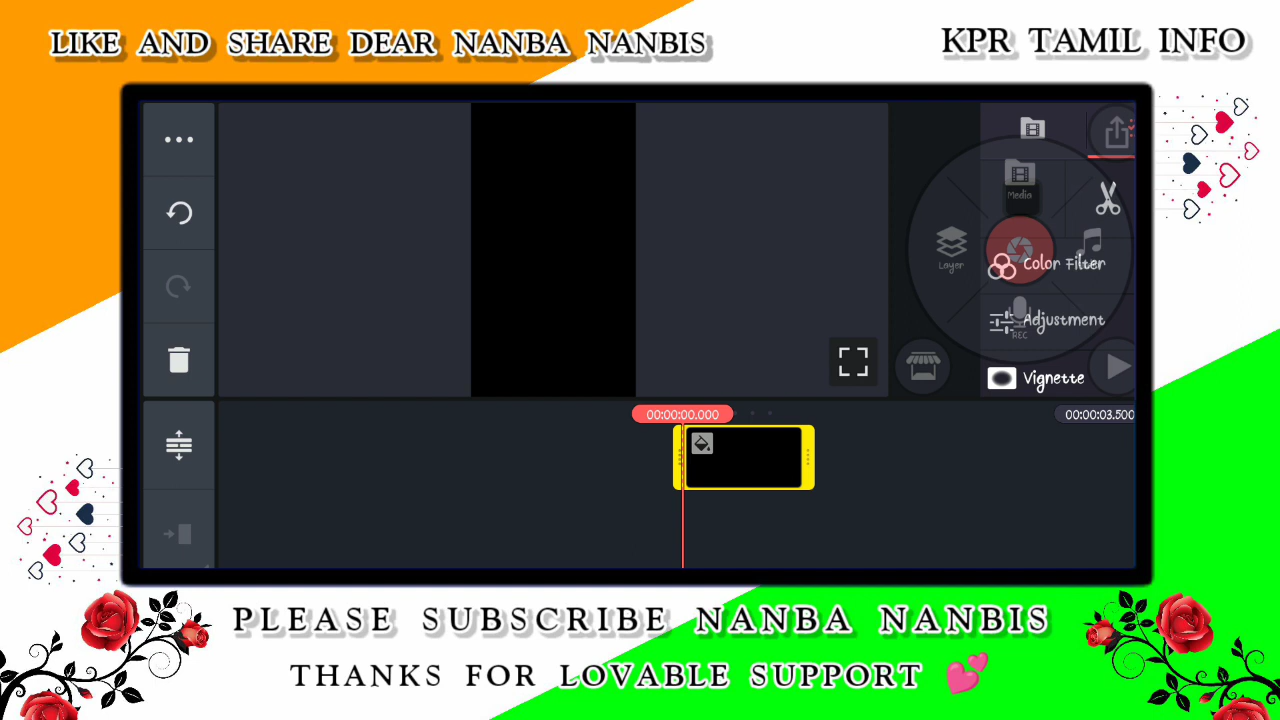 LIKE AND SHARE DEAR NANBA NANBIS
KPR TAMIL INFO
Media
Layer
Color Filter
REC
Adjustment
Vignette
00:00:00.000
00:00:03.500
PLEASE SUBSCRIBE NANBA NANBIS
THANKS FOR LOVABLE SUPPORT